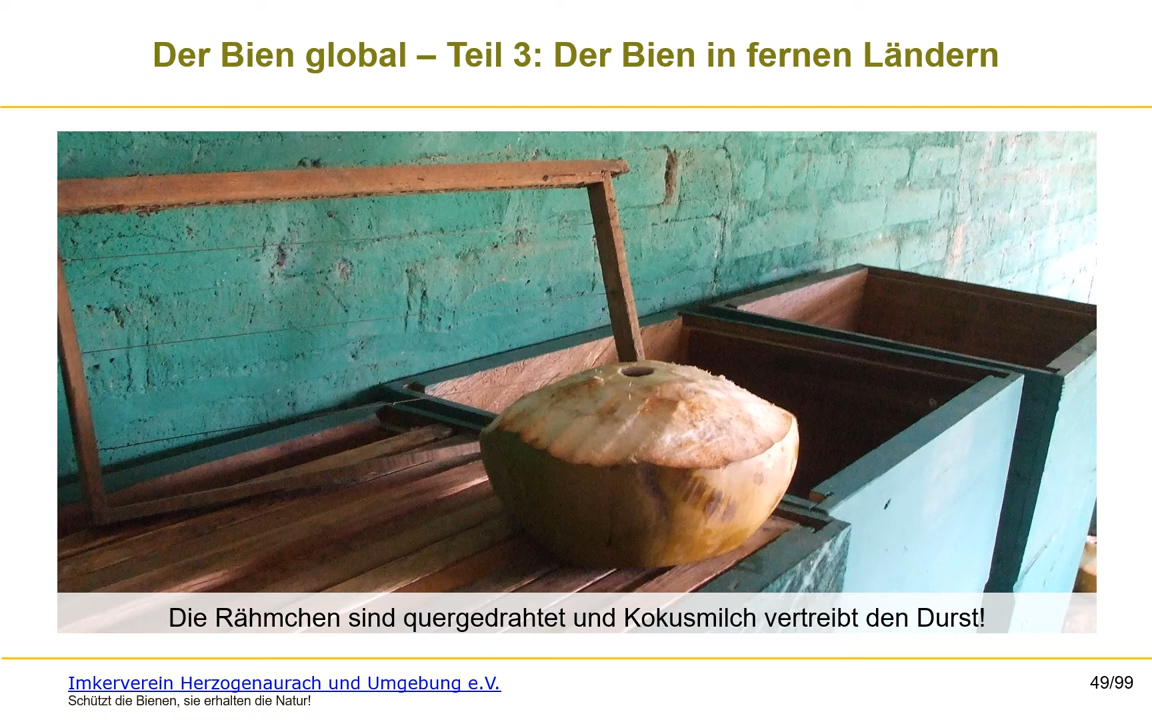 Der Bien global – Teil 3: Der Bien in fernen Ländern
Die Rähmchen sind quergedrahtet und Kokusmilch vertreibt den Durst!
Imkerverein Herzogenaurach und Umgebung e.V.
Schützt die Bienen, sie erhalten die Natur!
49/99